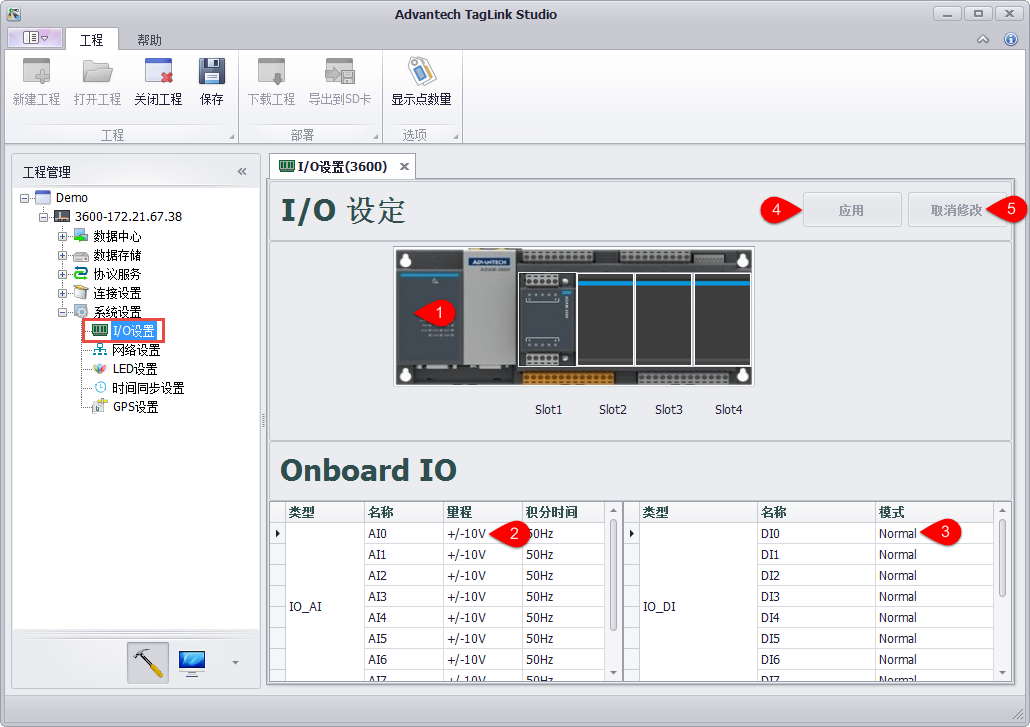 Advantech TagLink Studio
工程 帮助
新建工程 打开工程 关闭工程 保存 下载工程 导出到SD卡 显示点数量
工程 部署 选项
工程管理 «
Demo
3600-172.21.67.38
数据中心
数据存储
协议服务
连接设置
系统设置
I/O设置
网络设置
LED设置
时间同步设置
GPS设置
I/O设置(3600)
I/O 设定
4 应用 取消修改 5
ADVANTECH
ADAM-3600
1
Slot1 Slot2 Slot3 Slot4
Onboard IO
类型 名称 量程 积分时间
IO_AI
AI0 +/-10V 2 50Hz
AI1 +/-10V 50Hz
AI2 +/-10V 50Hz
AI3 +/-10V 50Hz
AI4 +/-10V 50Hz
AI5 +/-10V 50Hz
AI6 +/-10V 50Hz
AI7 +/-10V 50Hz
类型 名称 模式
IO_DI
DI0 Normal 3
DI1 Normal
DI2 Normal
DI3 Normal
DI4 Normal
DI5 Normal
DI6 Normal
DI7 Normal